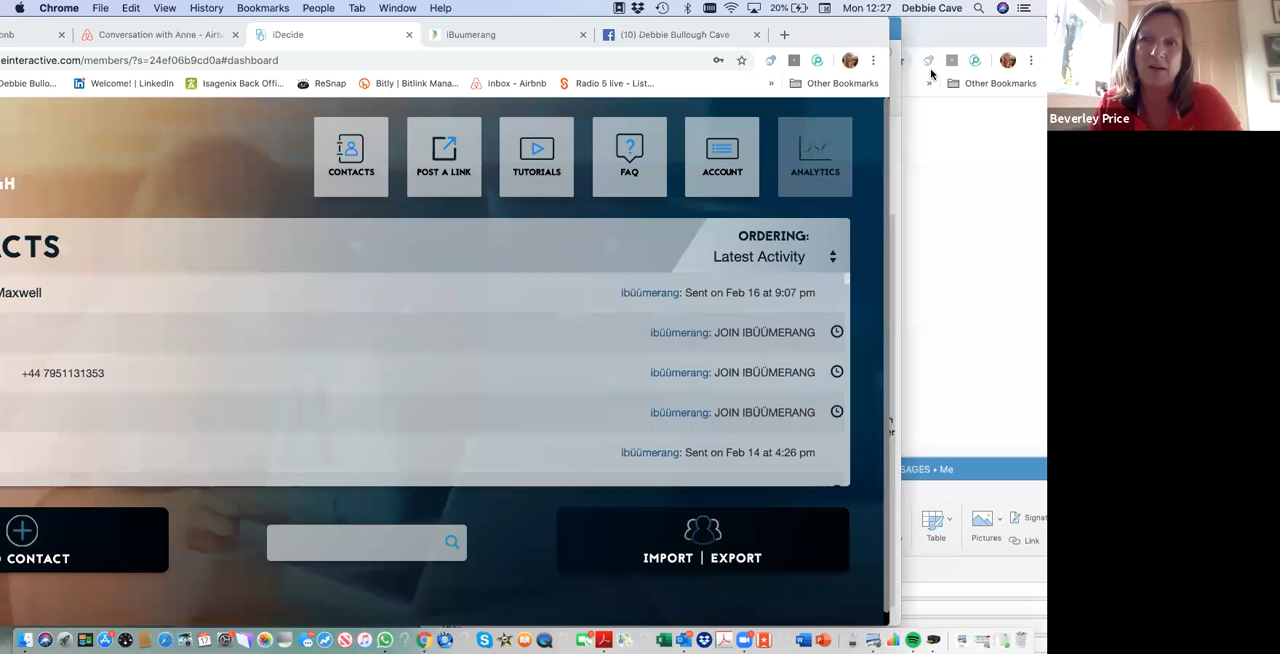 Chrome File Edit View History Bookmarks People Tab Window Help 20% Mon 12:27 Debbie Cave
onb Conversation with Anne - Airb iDecide iBuumerang (10) Debbie Bullough Cave
einteractive.com/members/?s=24ef06b9cd0a#dashboard
Debbie Bullo... Welcome! | LinkedIn Isagenix Back Offi... ReSnap Bitly | Bitlink Mana... Inbox - Airbnb Radio 5 live - List... » Other Bookmarks » Other Bookmarks
Beverley Price
CONTACTS POST A LINK TUTORIALS FAQ ACCOUNT ANALYTICS
GH
ORDERING:
CTS
Latest Activity
Maxwell ibüümerang: Sent on Feb 16 at 9:07 pm
ibüümerang: JOIN IBÜÜMERANG
+44 7951131353 ibüümerang: JOIN IBÜÜMERANG
ibüümerang: JOIN IBÜÜMERANG
ibüümerang: Sent on Feb 14 at 4:26 pm
SAGES • Me
Table Pictures Signat
Link
CONTACT
IMPORT | EXPORT